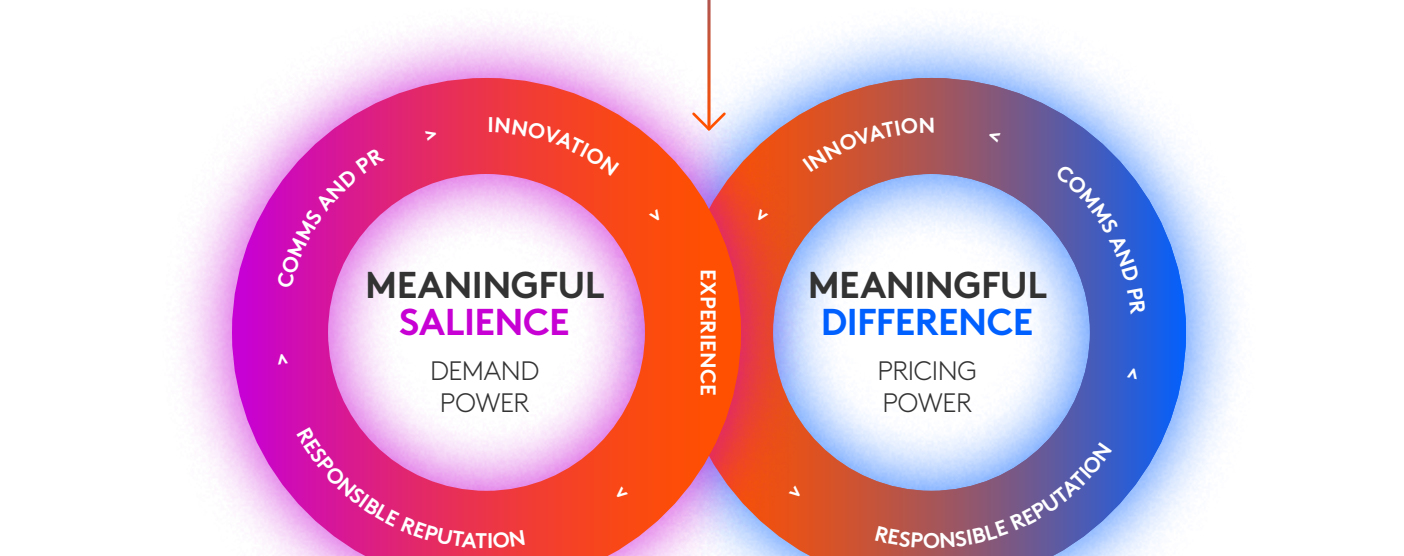 INNOVATION
COMMS AND PR
EXPERIENCE
RESPONSIBLE REPUTATION
MEANINGFUL
SALIENCE
DEMAND
POWER
INNOVATION
COMMS AND PR
RESPONSIBLE REPUTATION
MEANINGFUL
DIFFERENCE
PRICING
POWER